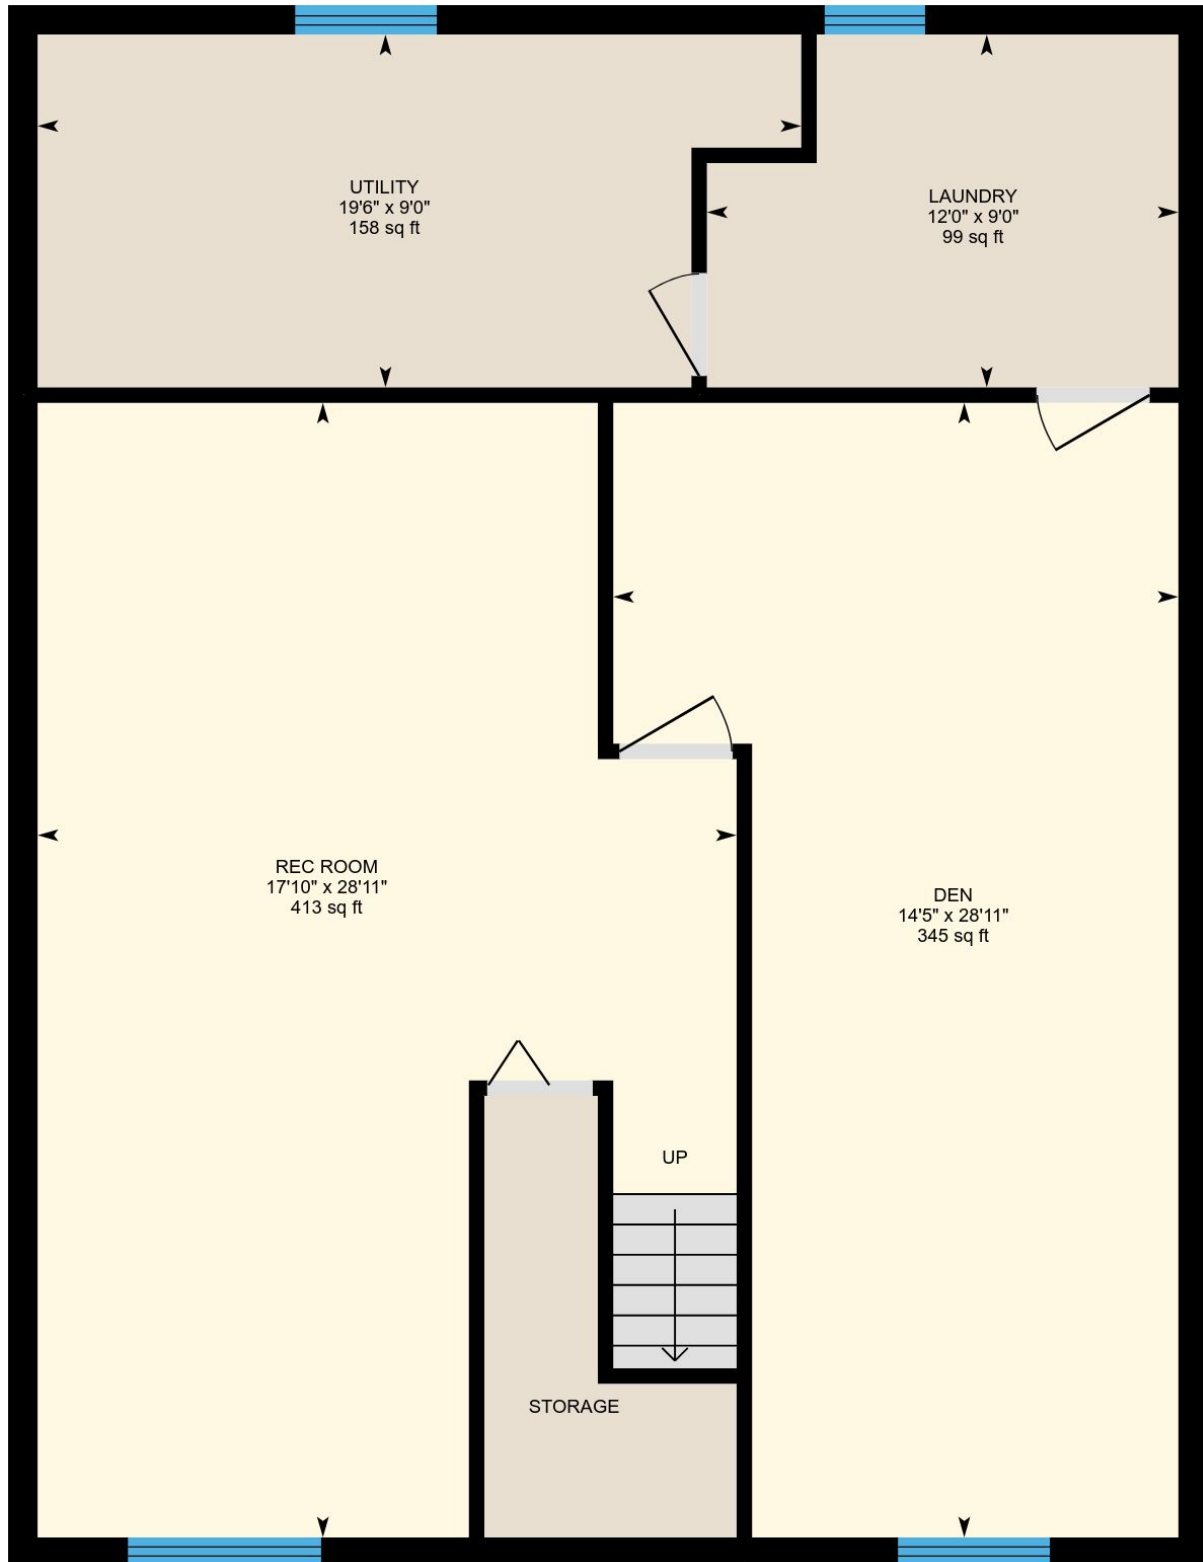 UTILITY
19'6" x 9'0"
158 sq ft
LAUNDRY
12'0" x 9'0"
99 sq ft
REC ROOM
17'10" x 28'11"
413 sq ft
DEN
14'5" x 28'11"
345 sq ft
UP
STORAGE